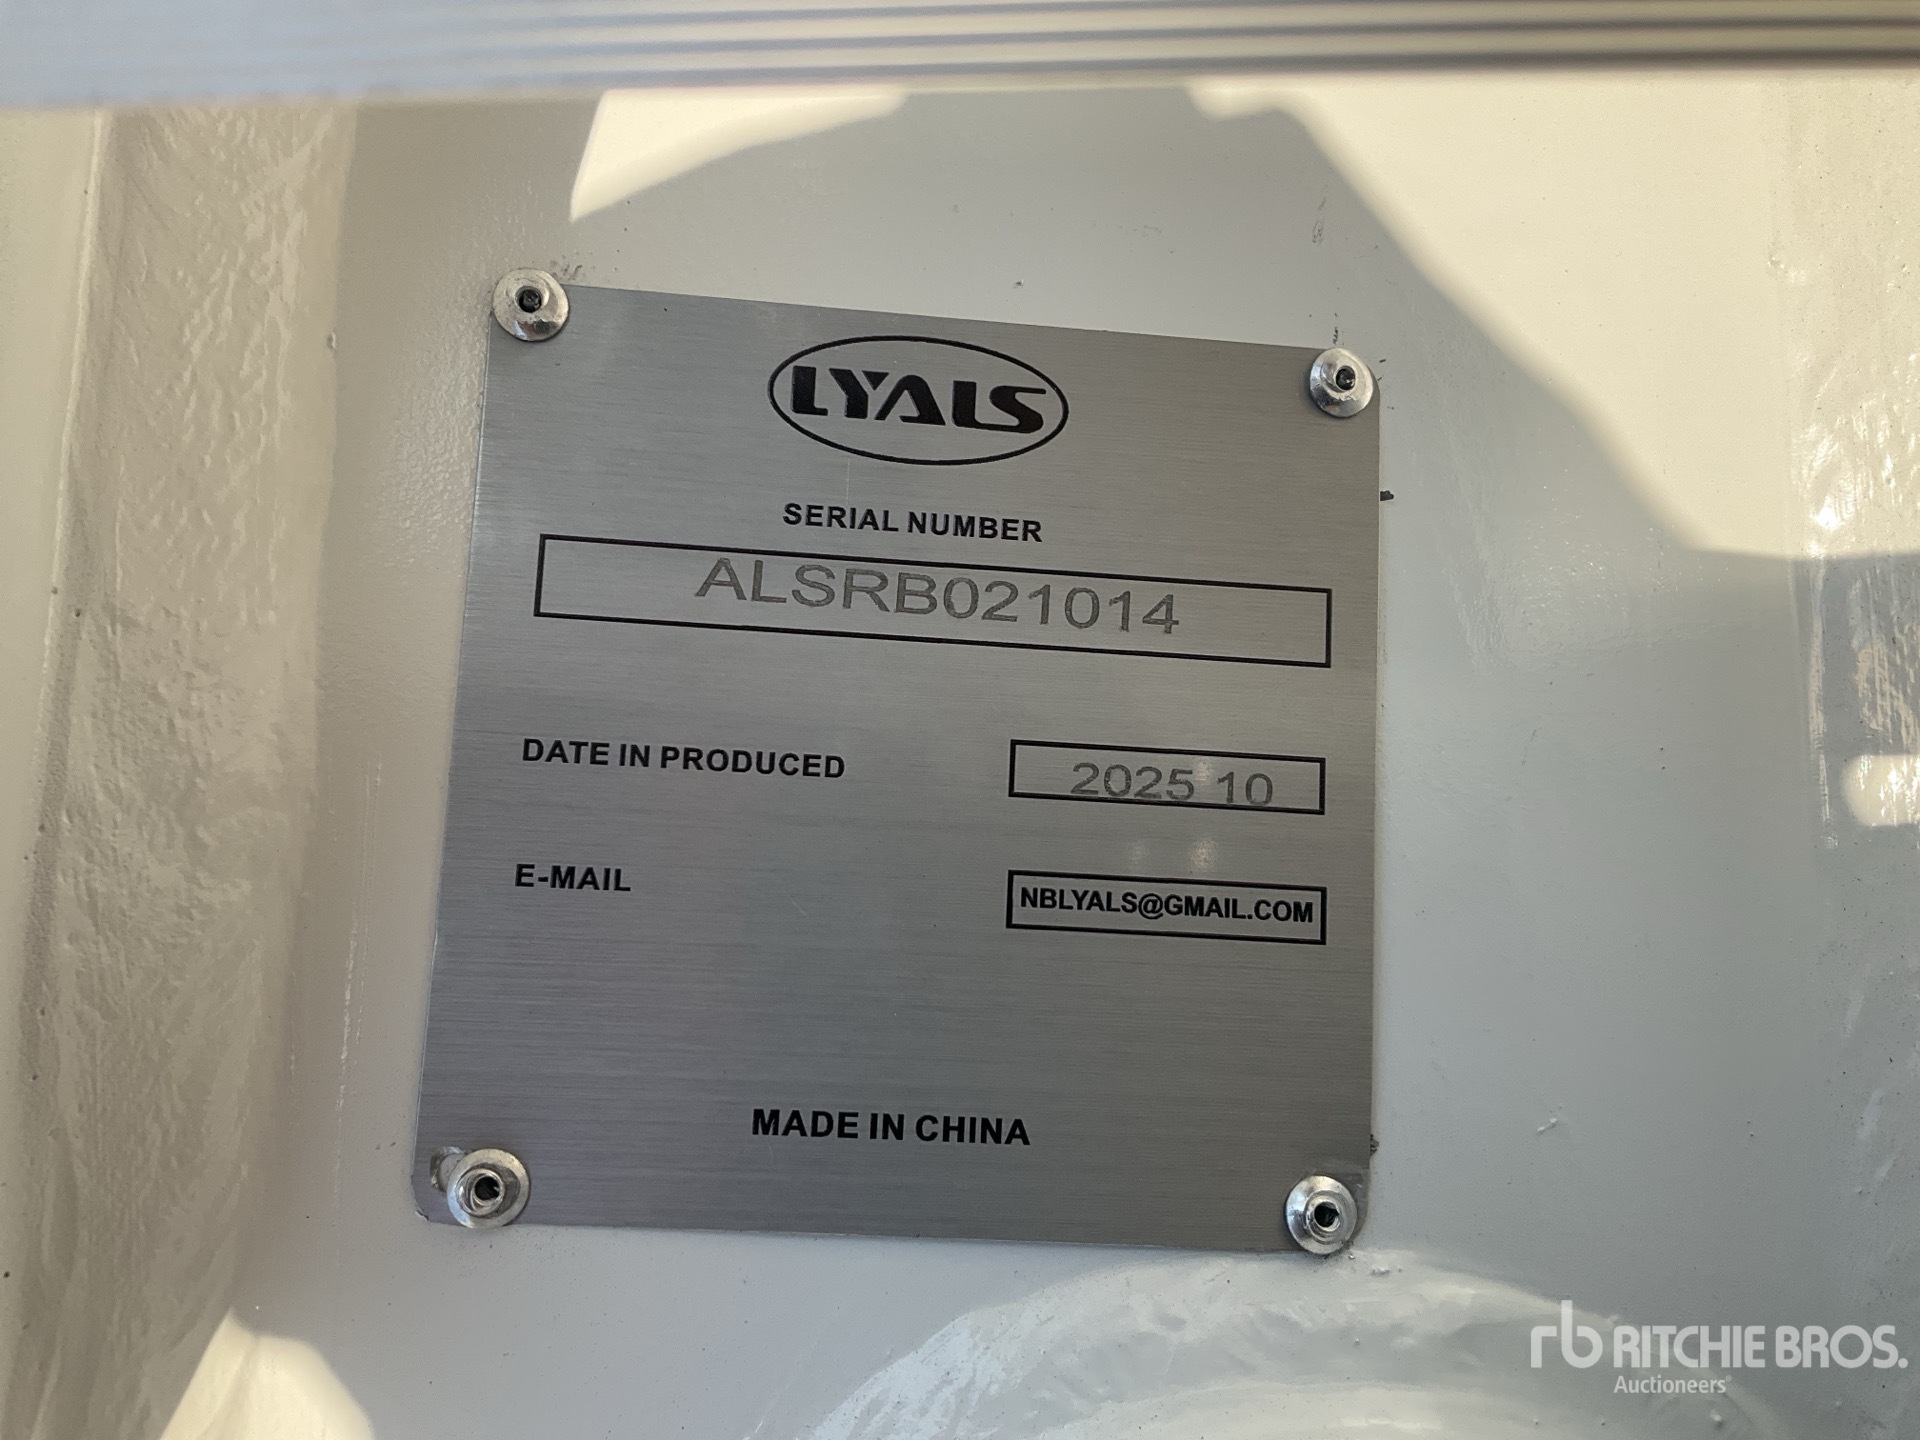 LYALS
SERIAL NUMBER
ALSRB021014
DATE IN PRODUCED 2025 10
E-MAIL NBLYALS@GMAIL.COM
MADE IN CHINA
rb RITCHIE BROS.
Auctioneers